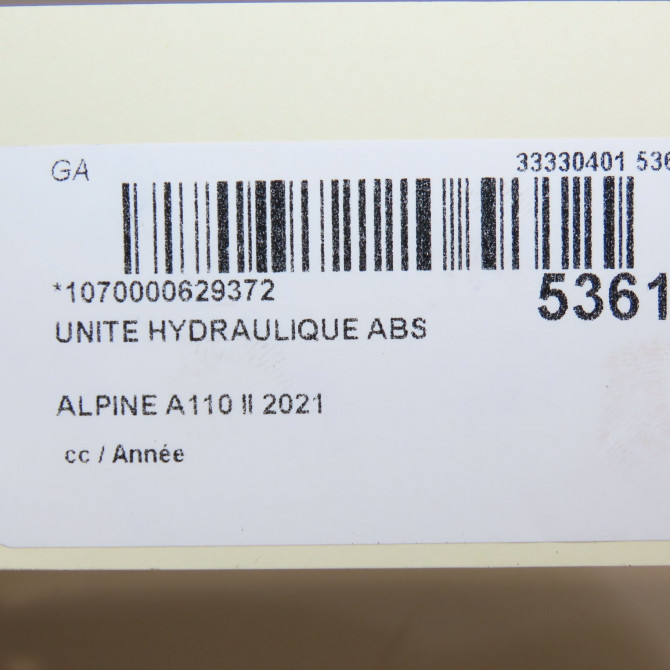 GA
33330401 536
*1070000629372
5361
UNITE HYDRAULIQUE ABS
ALPINE A110 II 2021
cc / Année